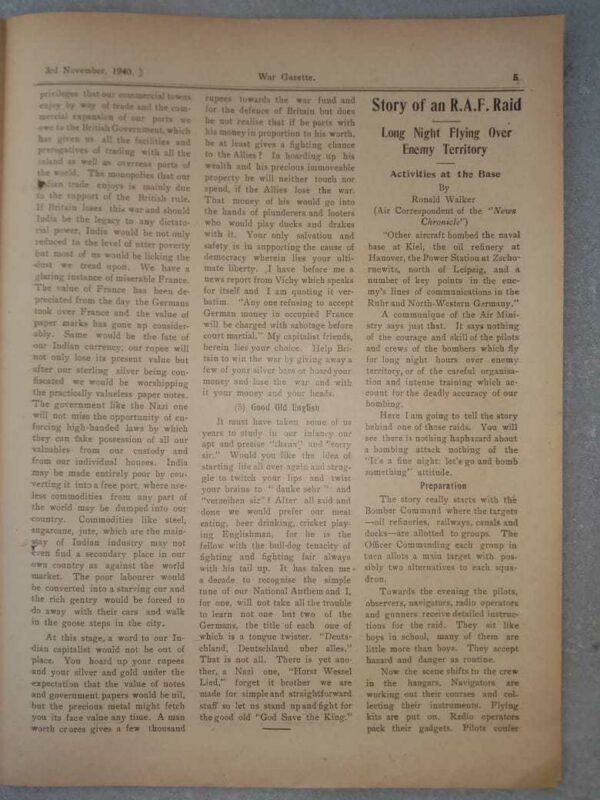 3rd November, 1940. )
War Gazette.
5
privileges that our commercial towns
enjoy by way of trade and the com-
mercial expansion of our ports we
owe to the British Government, which
has given us all the facilities and
prerogatives of trading with all the
island as well as overseas parts of
the world. The monopolies that our
Indian trade enjoys is mainly due
to the support of the British rule.
If Britain loses this war and should
India be the legacy to any dictato-
rial power, India would be not only
reduced to the level of utter poverty
but most of us would be licking the
dust we tread upon. We have a
glaring instance of miserable France.
The value of France has been de-
preciated from the day the Germans
took over France and the value of
paper marks has gone up consider-
ably. Same would be the fate of
our Indian currency; our rupee will
not only lose its present value but
after our sterling silver being con-
fiscated we would be worshipping
the practically valueless paper notes.
The government like the Nazi one
will not miss the opportunity of en-
forcing high-handed laws by which
they can fake possession of all our
valuables from our custody and
from our individual houses. India
may be made entirely poor by cou-
verting it into a free port, where use-
less commodities from any part of
the world may be dumped into our
country. Commodities like steel,
sugarcane, jute, which are the main-
stay of Indian industry may not
even find a secondary place in our
own country as against the world
market. The poor labourer would
be converted into a starving cur and
the rich gentry would be forced to
do away with their cars and walk
in the goose steps in the city.
At this stage, a word to our In-
dian capitalist would not be out of
place. You hoard up your rupees
and your silver and gold under the
expectation that the value of notes
and government papers would be nil,
but the precious metal might fetch
you its face value any time. A man
worth crores gives a few thousand
rupees towards the war fund and
for the defence of Britain but does
he not realise that if he parts with
his money in proportion to his worth,
he at least gives a fighting chance
to the Allies? In hoarding up his
wealth and his precious immoveable
property he will neither touch nor
spend, if the Allies lose the war.
That money of his would go into
the hands of plunderers and looters
who would play ducks and drakes
with it. Your only salvation and
safety is in supporting the cause of
democracy wherein lies your ulti-
mate liberty. I have before me a
news report from Vichy which speaks
for itself and I am quoting it ver-
batim. "Any one refusing to accept
German money in occupied France
will be charged with sabotage before
court martial." My capitalist friends,
herein lies your choice. Help Bri-
tain to win the war by giving away a
few of your silver bars or hoard your
money and lose the war and with
it your money and your heads.
(b) Good Old English
It must have taken some of us
years to study in our infancy our
apt and precise "thanx" and "sorry
sir." Would you like the idea of
starting life all over again and strug-
gle to twitch your lips and twist
your brains to "danke sehr" and
"verzeihen sie"? After all said and
done we would prefer our meat
eating, beer drinking, cricket play-
ing Englishman, for he is the
fellow with the bull-dog tenacity of
fighting and fighting fair always
with his tail up. It has taken me
a decade to recognise the simple
tune of our National Anthem and I,
for one, will not take all the trouble
to learn not one but two of the
Germans, the title of each one of
which is a tongue twister. "Deuts-
chland, Deutschland uber alles."
That is not all. There is yet ano-
ther, a Nazi one, "Horst Wessel
Lied," forget it brother we are
made for simple and straightforward
stuff so let us stand up and fight for
the good old "God Save the King."
Story of an R.A.F. Raid
Long Night Flying Over
Enemy Territory
Activities at the Base
By
Ronald Walker
(Air Correspondent of the "News
Chronicle")
"Other aircraft bombed the naval
base at Kiel, the oil refinery at
Hanover, the Power Station at Zscho-
rnewitz, north of Leipzig, and a
number of key points in the ene-
my's lines of communications in the
Ruhr and North-Western Germany."
A communique of the Air Mini-
stry says just that. It says nothing
of the courage and skill of the pilots
and crews of the bombers which fly
for long night hours over enemy
territory, or of the careful organisa-
tion and intense training which ac-
count for the deadly accuracy of our
bombing.
Here I am going to tell the story
behind one of those raids. You will
see there is nothing haphazard about
a bombing attack nothing of the
"It's a fine night: let's go and bomb
something" attitude.
Preparation
The story really starts with the
Bomber Command where the targets
—oil refineries, railways, canals and
ducks—are allotted to groups. The
Officer Commanding each group in
turn allots a main target with pos-
sibly two alternatives to each squa-
dron.
Towards the evening the pilots,
observers, navigators, radio operators
and gunners receive detailed instruc-
tions for the raid. They sit like
boys in school, many of them are
little more than boys. They accept
hazard and danger as routine.
Now the scene shifts to the crew
in the hangars. Navigators are
working out their courses and col-
lecting their instruments. Flying
kits are put on. Radio operators
pack their gadgets. Pilots confer